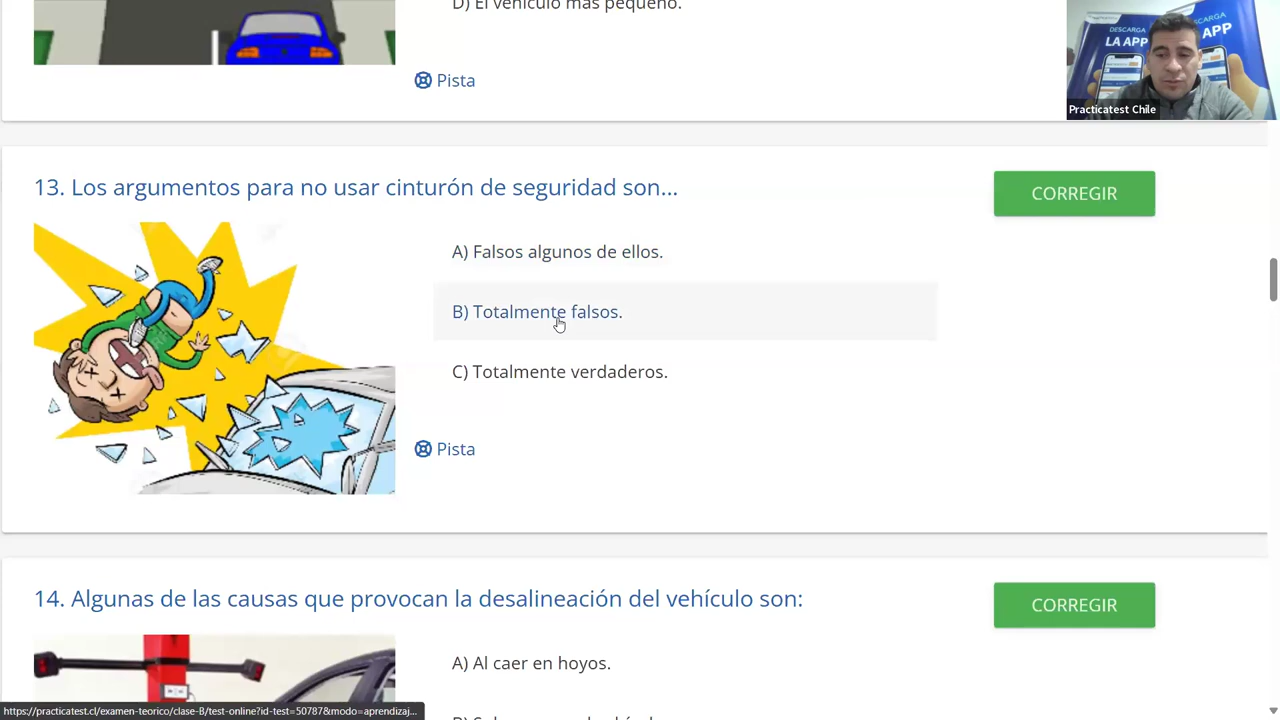 D) El vehículo más pequeño.
Pista
DESCARGA
LA APP
DESCARGA
APP
Practicatest Chile
13. Los argumentos para no usar cinturón de seguridad son...
CORREGIR
A) Falsos algunos de ellos.
B) Totalmente falsos.
C) Totalmente verdaderos.
Pista
14. Algunas de las causas que provocan la desalineación del vehículo son:
CORREGIR
A) Al caer en hoyos.
https://practicatest.cl/examen-teorico/clase-B/test-online?id-test=50787&modo=aprendizaj...